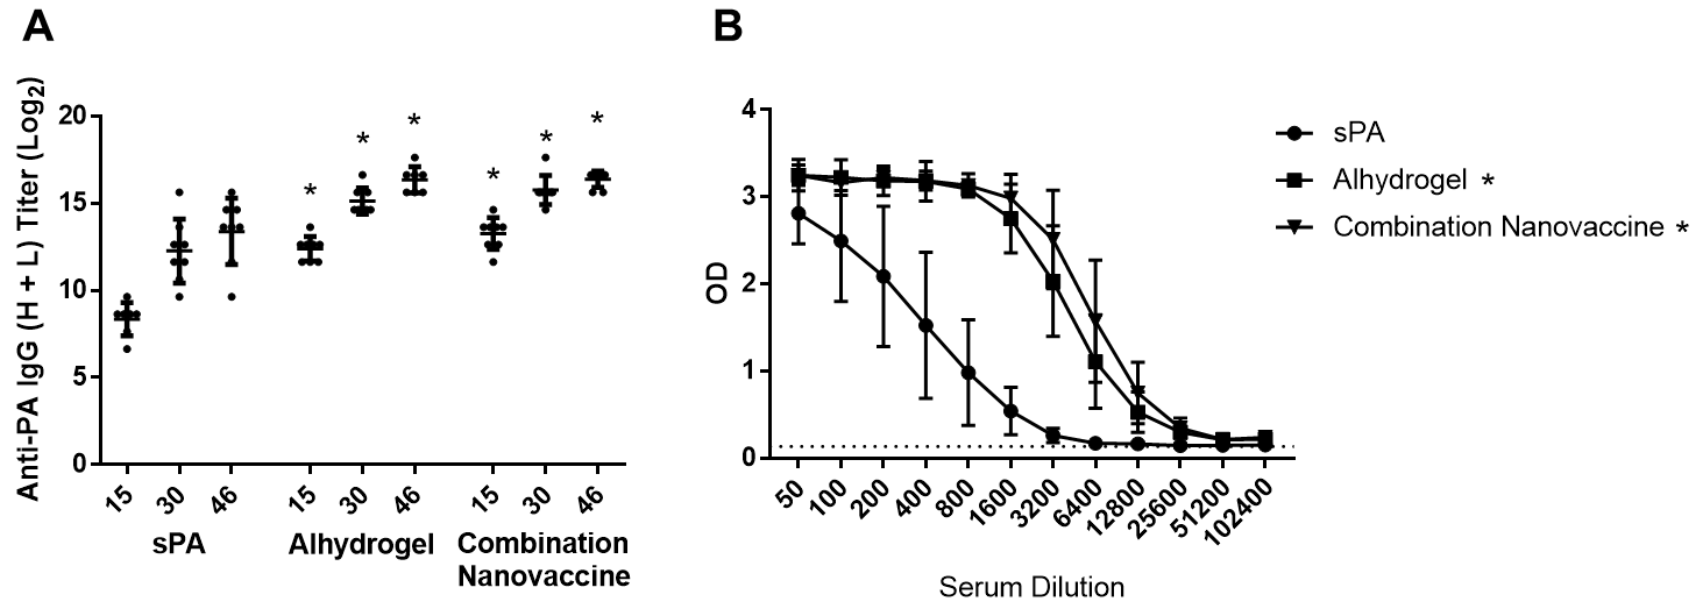 A
Anti-PA IgG (H + L) Titer (Log2)
20
15
10
5
0
* * * * * *
15 30 46 15 30 46 15 30 46
sPA Alhydrogel Combination
Nanovaccine
B
OD
4
3
2
1
0
50 100 200 400 800 1600 3200 6400 12800 25600 51200 102400
Serum Dilution
sPA
Alhydrogel *
Combination Nanovaccine *